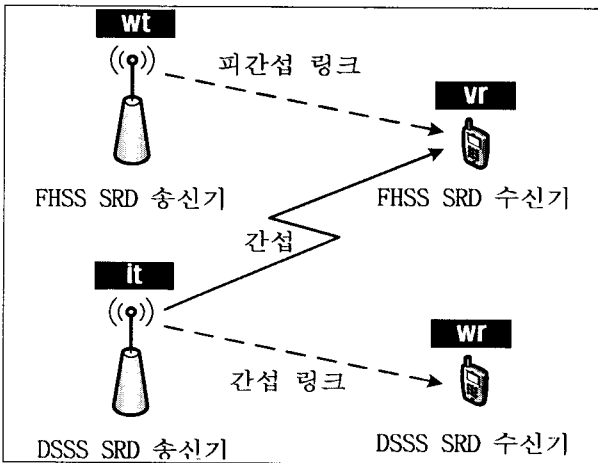 wt
피간섭 링크
vr
FHSS SRD 송신기
FHSS SRD 수신기
간섭
it
wr
간섭 링크
DSSS SRD 송신기
DSSS SRD 수신기